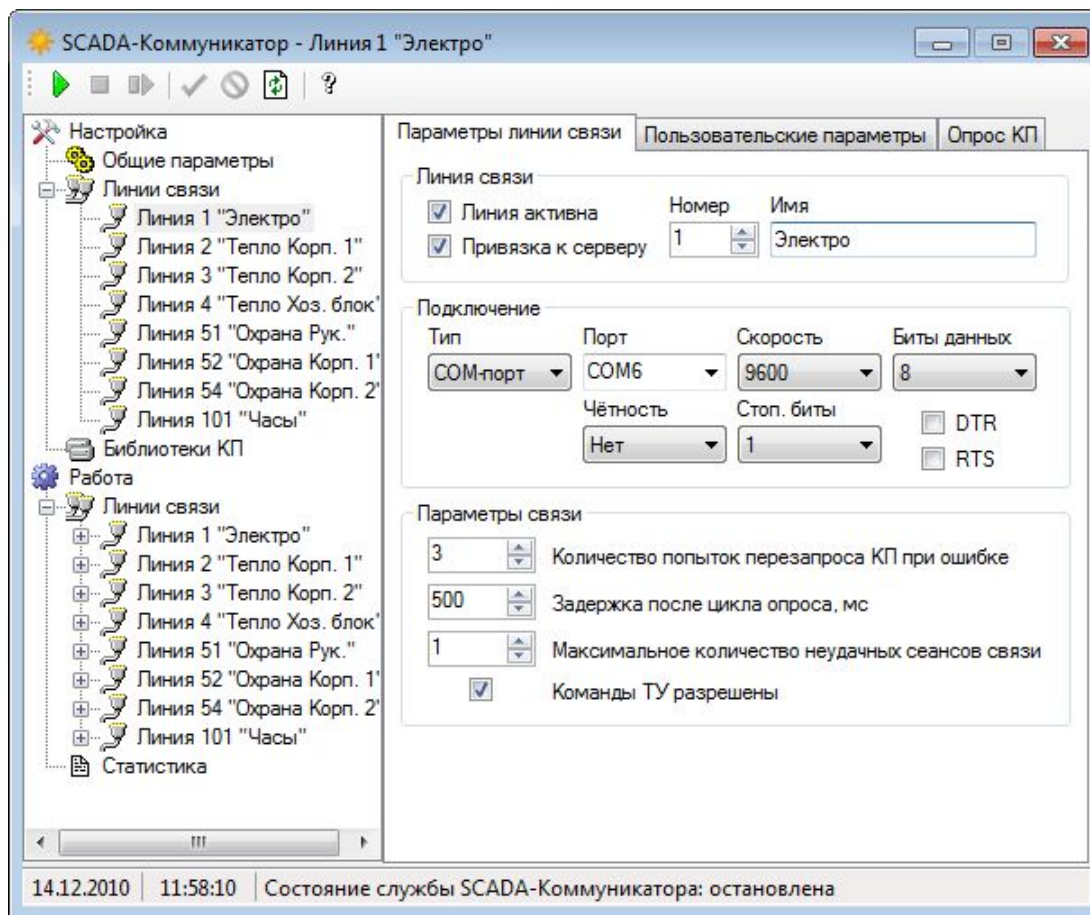 SCADA-Коммуникатор - Линия 1 "Электро"
Настройка
Общие параметры
Линии связи
Линия 1 "Электро"
Линия 2 "Тепло Корп. 1"
Линия 3 "Тепло Корп. 2"
Линия 4 "Тепло Хоз. блок"
Линия 51 "Охрана Рук."
Линия 52 "Охрана Корп. 1"
Линия 54 "Охрана Корп. 2"
Линия 101 "Часы"
Библиотеки КП
Работа
Линии связи
Линия 1 "Электро"
Линия 2 "Тепло Корп. 1"
Линия 3 "Тепло Корп. 2"
Линия 4 "Тепло Хоз. блок"
Линия 51 "Охрана Рук."
Линия 52 "Охрана Корп. 1"
Линия 54 "Охрана Корп. 2"
Линия 101 "Часы"
Статистика
Параметры линии связи Пользовательские параметры Опрос КП
Линия связи
Линия активна Номер Имя
Привязка к серверу 1 Электро
Подключение
Тип Порт Скорость Биты данных
COM-порт COM6 9600 8
Чётность Стоп. биты DTR
Нет 1 RTS
Параметры связи
3 Количество попыток перезапроса КП при ошибке
500 Задержка после цикла опроса, мс
1 Максимальное количество неудачных сеансов связи
Команды ТУ разрешены
14.12.2010 11:58:10 Состояние службы SCADA-Коммуникатора: остановлена